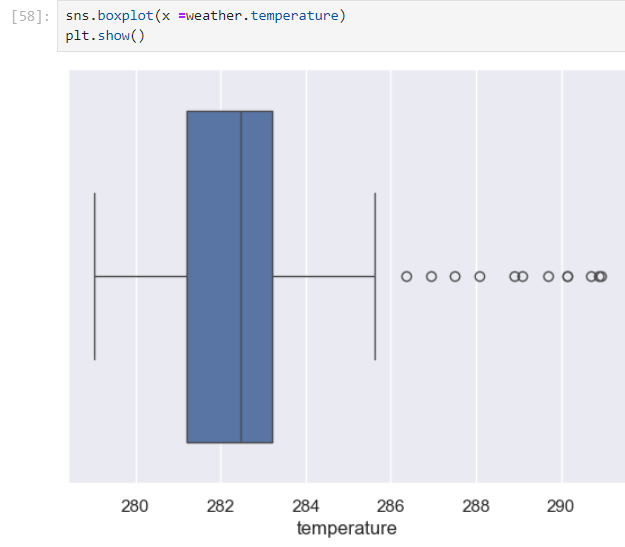 [58]: sns.boxplot(x =weather.temperature)
plt.show()
280 282 284 286 288 290
temperature